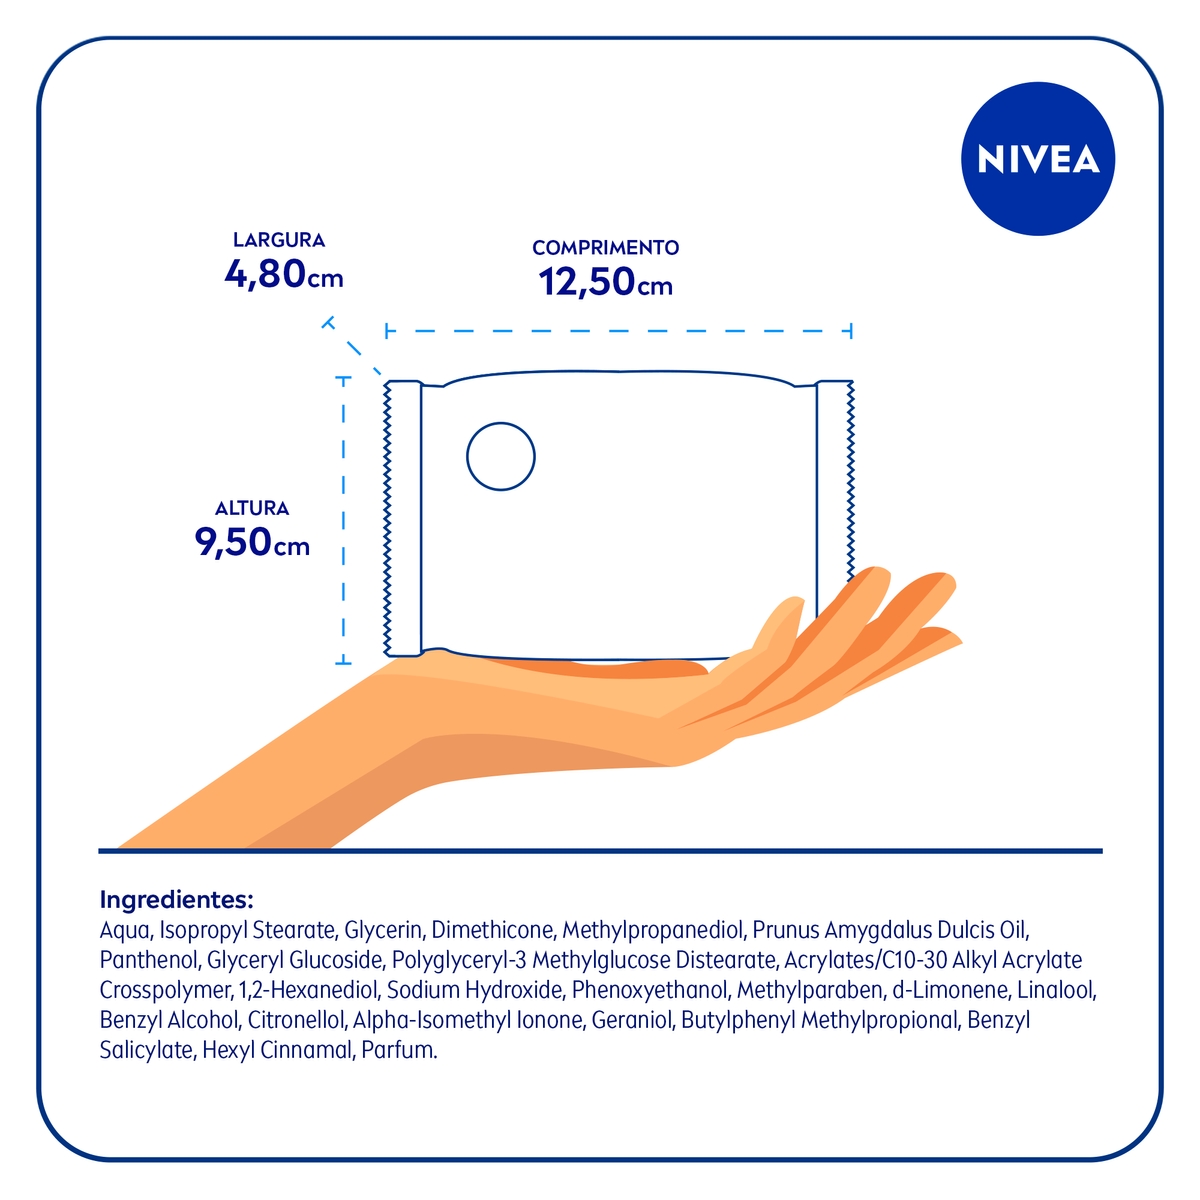 NIVEA
LARGURA
4,80cm
COMPRIMENTO
12,50cm
ALTURA
9,50cm
Ingredientes:
Aqua, Isopropyl Stearate, Glycerin, Dimethicone, Methylpropanediol, Prunus Amygdalus Dulcis Oil,
Panthenol, Glyceryl Glucoside, Polyglyceryl-3 Methylglucose Distearate, Acrylates/C10-30 Alkyl Acrylate
Crosspolymer, 1,2-Hexanediol, Sodium Hydroxide, Phenoxyethanol, Methylparaben, d-Limonene, Linalool,
Benzyl Alcohol, Citronellol, Alpha-Isomethyl Ionone, Geraniol, Butylphenyl Methylpropional, Benzyl
Salicylate, Hexyl Cinnamal, Parfum.